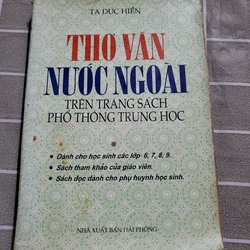 TẠ ĐỨC HIỀN
THƠ VĂN
NƯỚC NGOÀI
TRÊN TRANG SÁCH
PHỔ THÔNG TRUNG HỌC
• Dành cho học sinh các lớp 6, 7, 8, 9.
• Sách tham khảo của giáo viên.
• Sách đọc dành cho phụ huynh học sinh.
NHÀ XUẤT BẢN HẢI PHÒNG